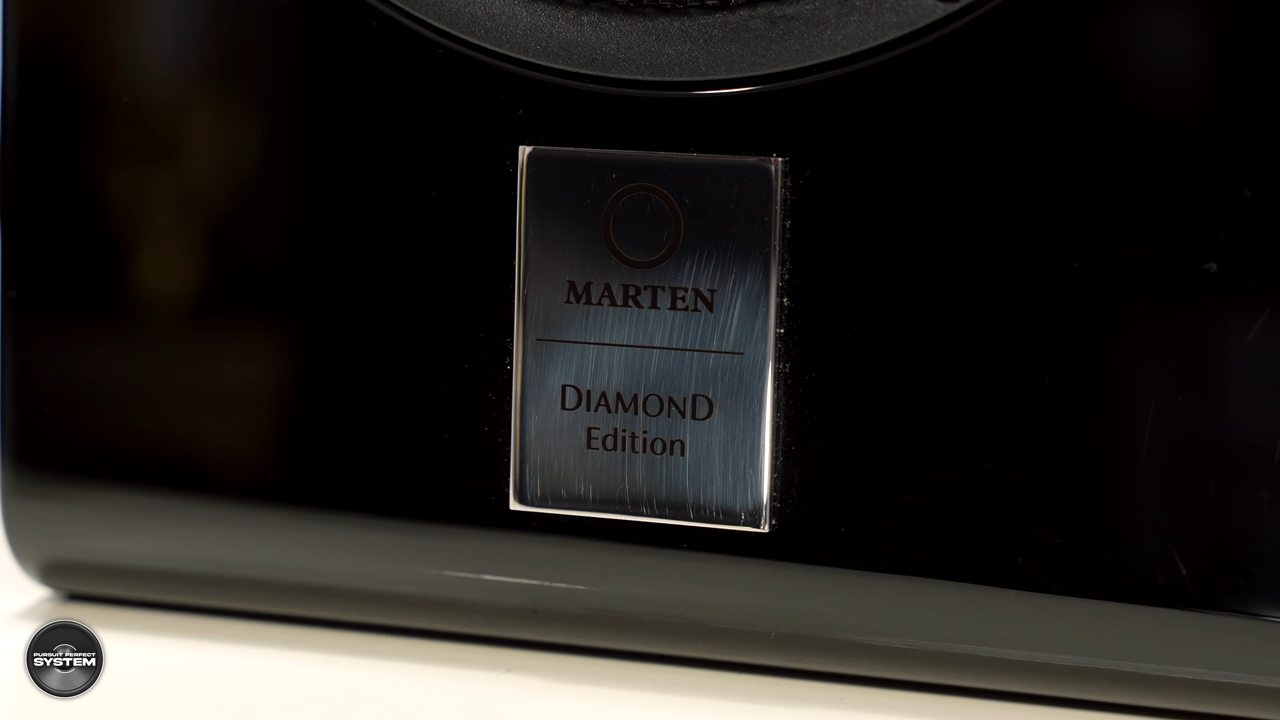 MARTEN
DIAMOND
Edition
PURSUIT PERFECT
SYSTEM